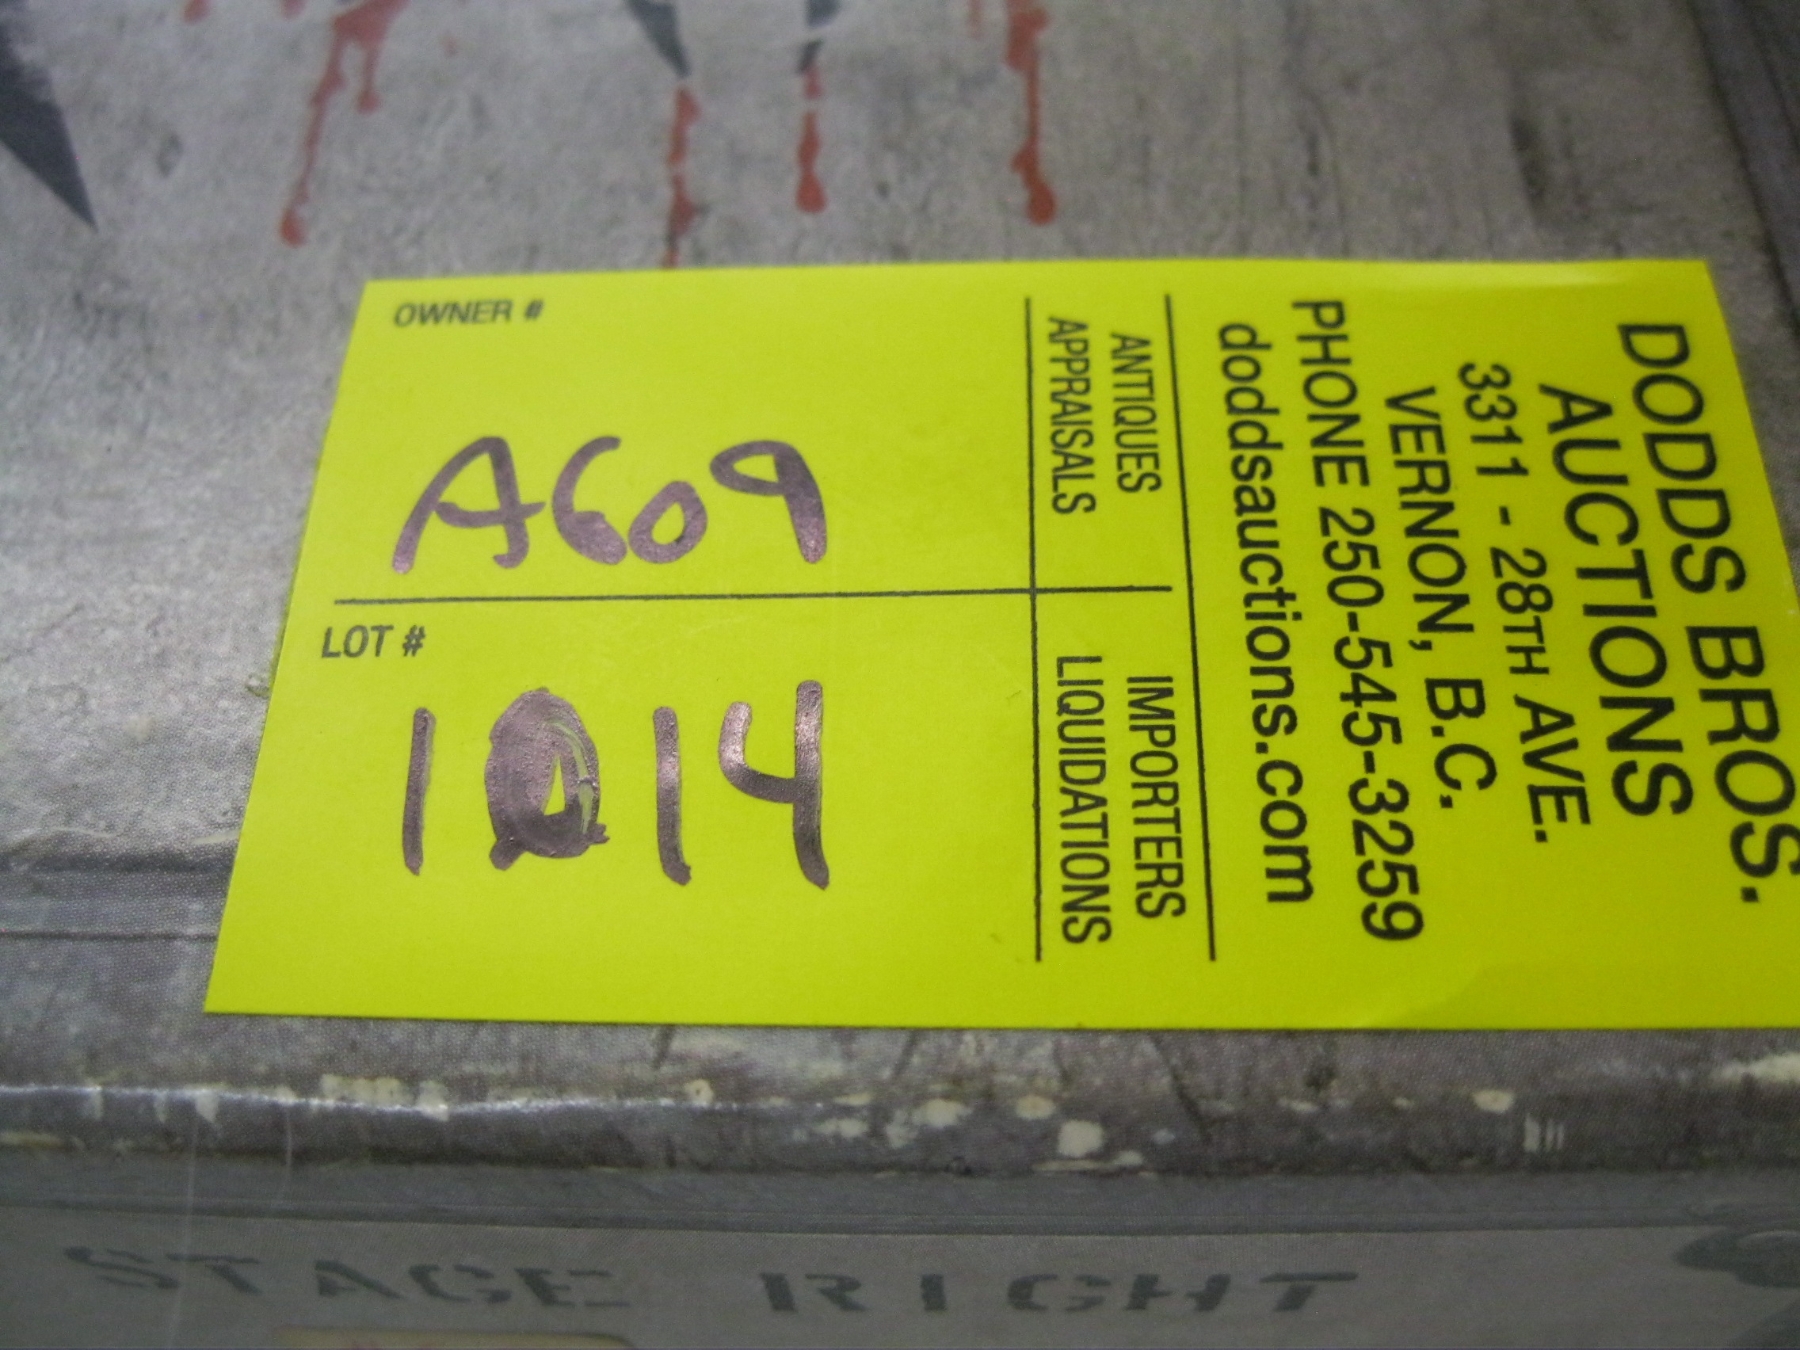 DODDS BROS.
AUCTIONS
3311 - 28TH AVE.
VERNON, B.C.
PHONE 250-545-3259
doddsauctions.com
ANTIQUES IMPORTERS
APPRAISALS LIQUIDATIONS
OWNER #
A609
LOT #
1014
STAGE RIGHT